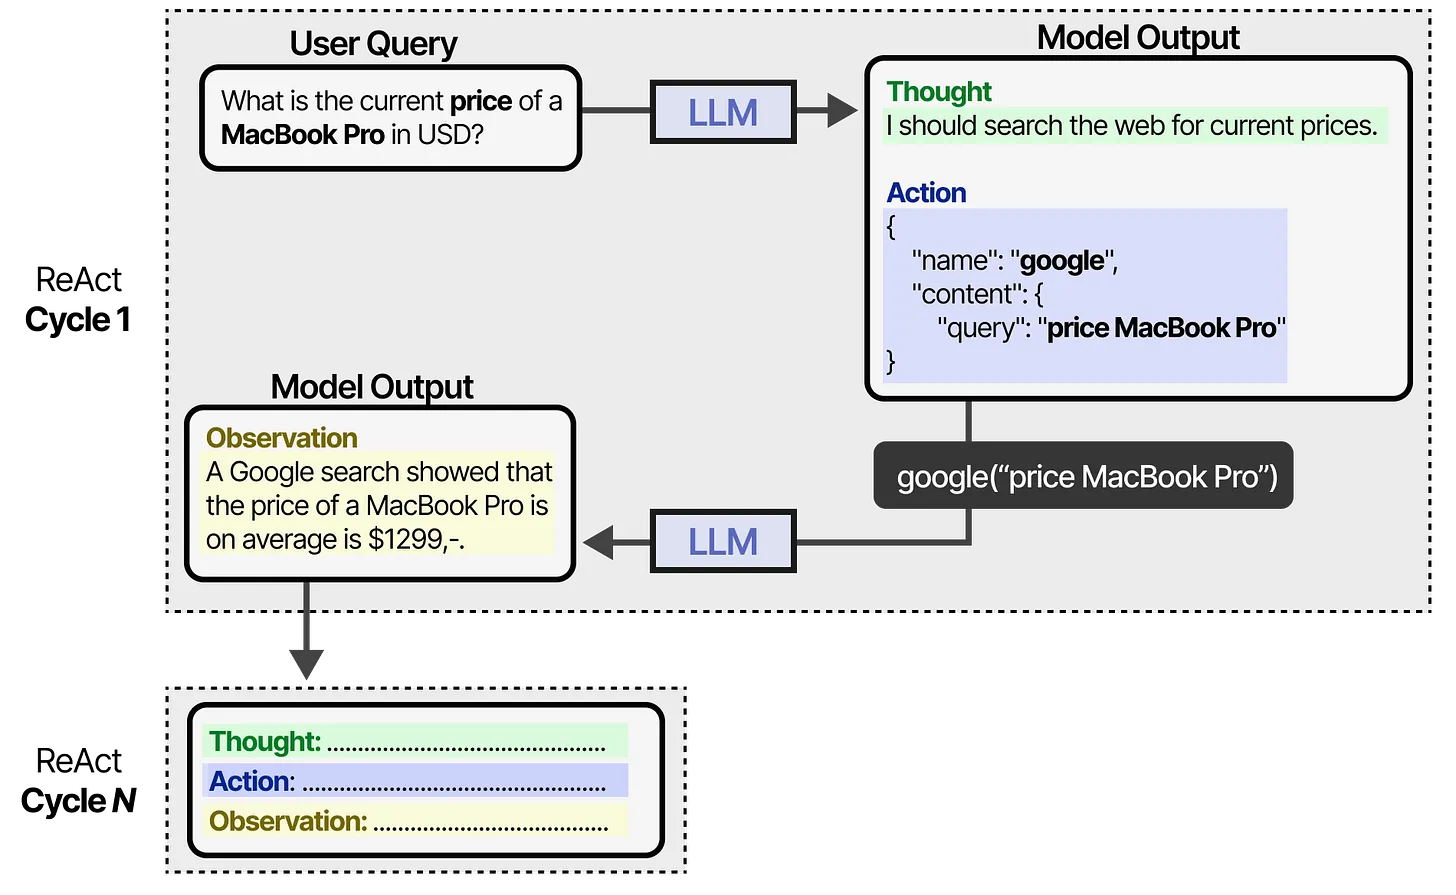 User Query
What is the current price of a
MacBook Pro in USD?
LLM
Model Output
Thought
I should search the web for current prices.
Action
{
"name": "google",
"content": {
"query": "price MacBook Pro"
}
ReAct
Cycle 1
google(“price MacBook Pro”)
LLM
Model Output
Observation
A Google search showed that
the price of a MacBook Pro is
on average is $1299,-.
ReAct
Cycle N
Thought: ..........................................
Action: ..............................................
Observation: ....................................